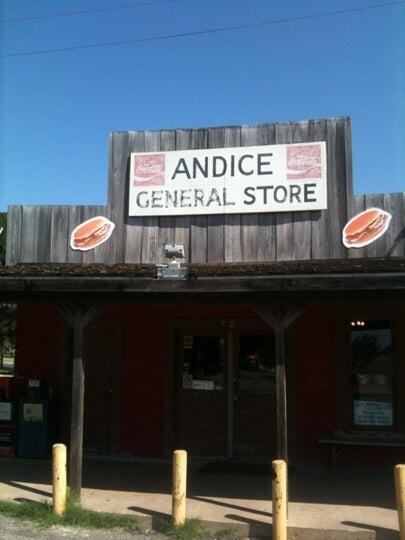 Coca-Cola
ANDICE
Coca-Cola
GENERAL STORE